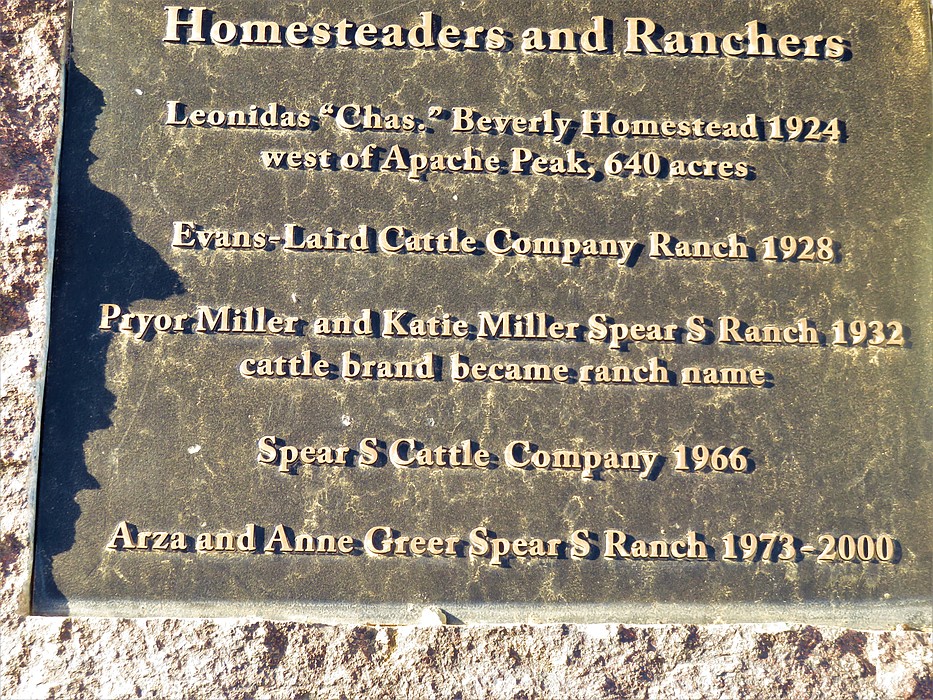 Homesteaders and Ranchers
Leonidas “Chas.” Beverly Homestead 1924
west of Apache Peak, 640 acres
Evans-Laird Cattle Company Ranch 1928
Pryor Miller and Katie Miller Spear S Ranch 1932
cattle brand became ranch name
Spear S Cattle Company 1966
Arza and Anne Greer Spear S Ranch 1973-2000